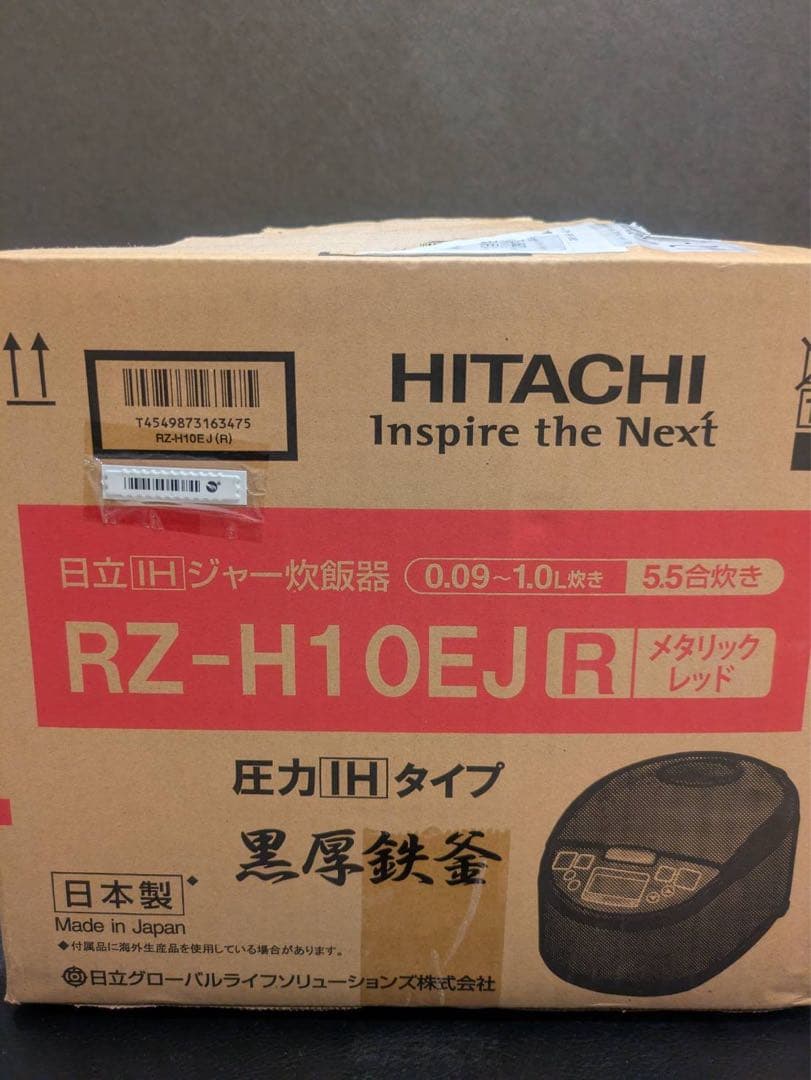 T4549873163475
RZ-H10EJ(R)
HITACHI
Inspire the Next
日立IHジャー炊飯器 0.09~1.0L炊き 5.5合炊き
RZ-H10EJ R メタリックレッド
圧力IHタイプ
黒厚鉄釜
日本製◆
Made in Japan
◆付属品に海外生産品を使用している場合があります。
日立グローバルライフソリューションズ株式会社